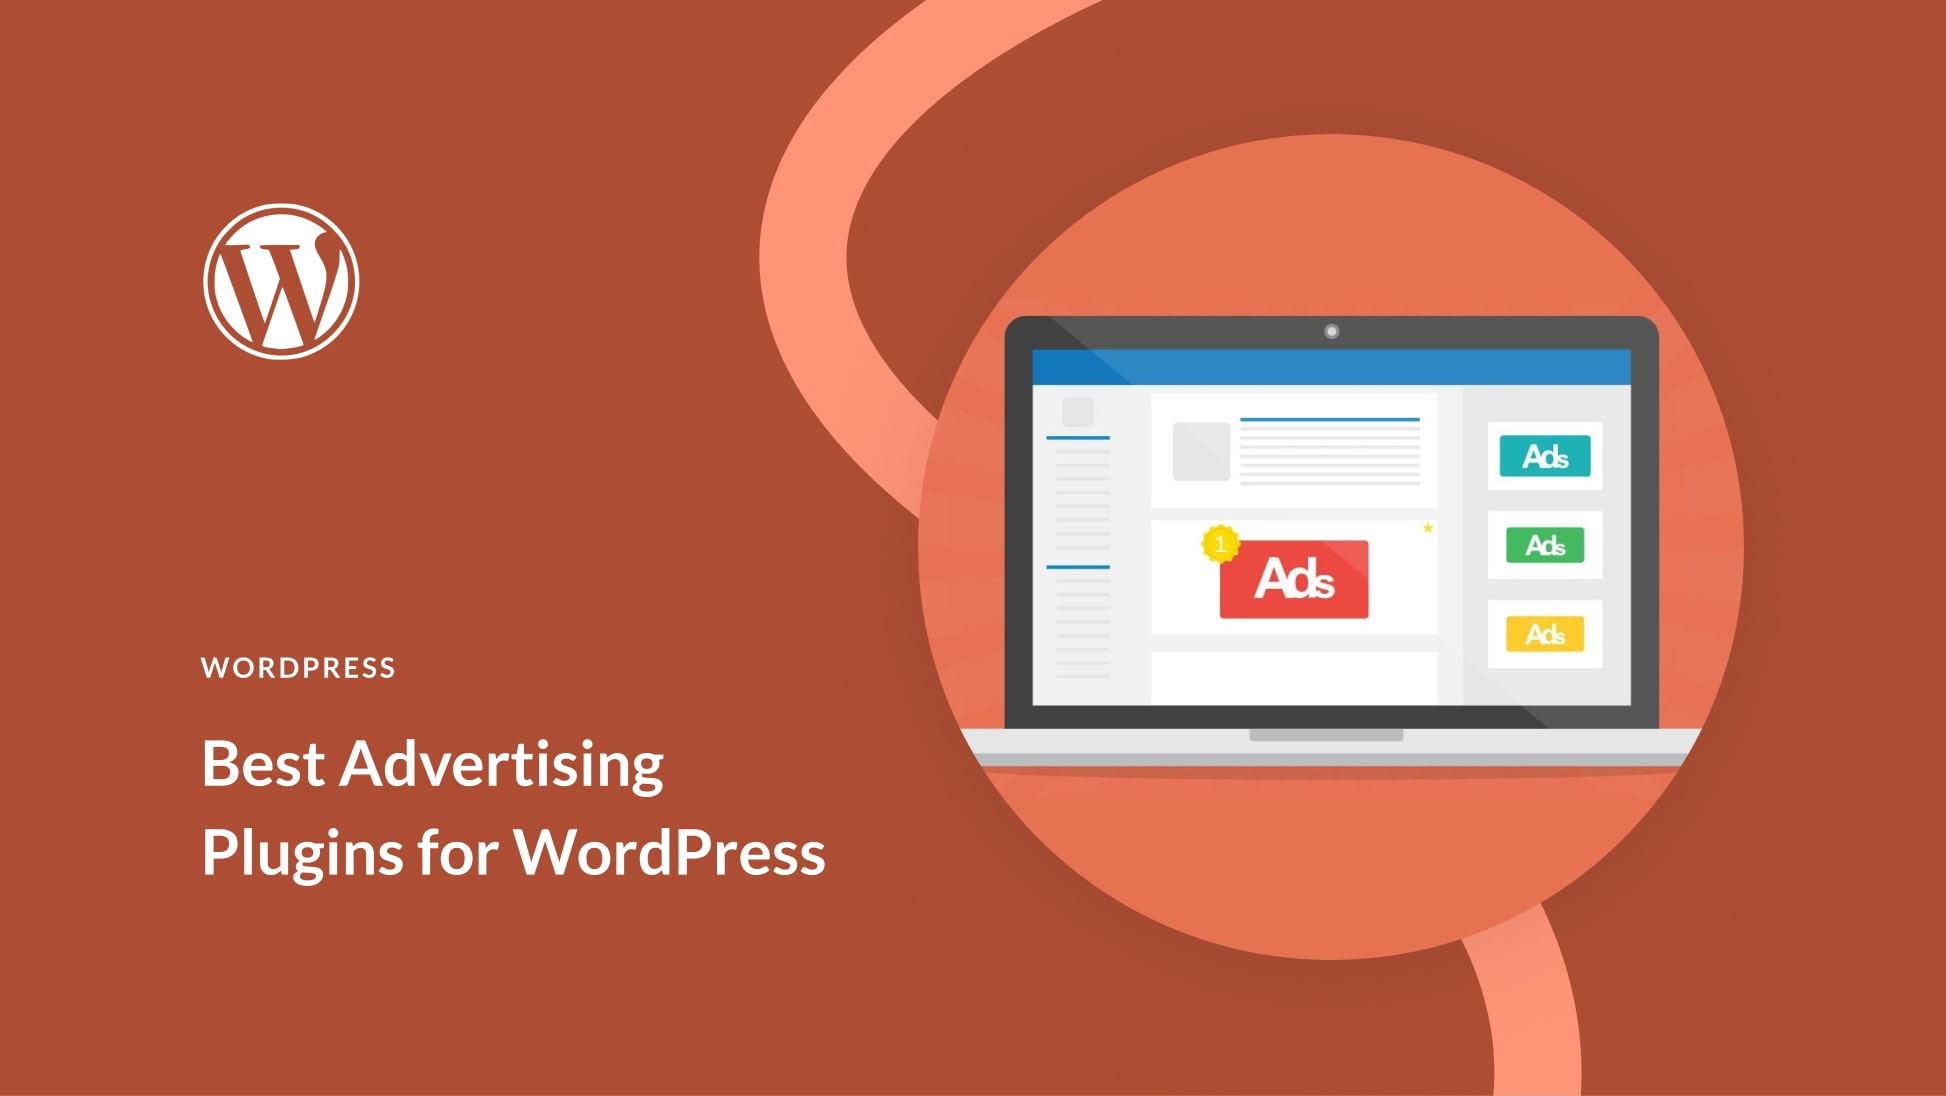 W
WORDPRESS
Best Advertising
Plugins for WordPress
1
Ads
Ads
Ads
Ads